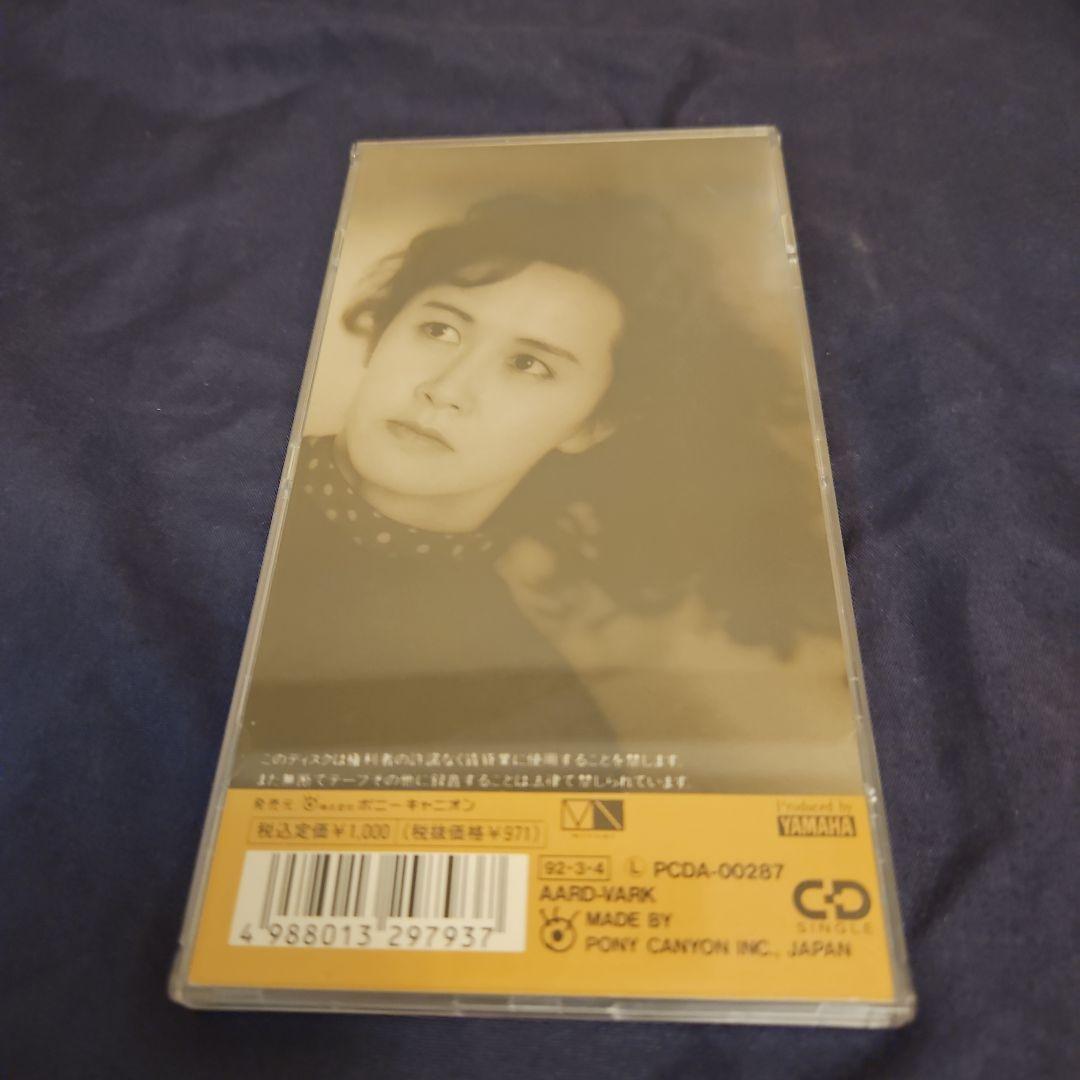 このディスクは権利者の許諾なく賃貸業に使用することを禁じます。
また無断でテープその他に録音することは法律で禁じられています。
発売元 株式会社 ポニーキャニオン
税込定価¥1,000 (税抜価格¥971)
Produced by
YAMAHA
4 988013 297937
92-3-4 Ⓛ PCDA-00287
AARD-VARK
MADE BY
PONY CANYON INC., JAPAN
CD
SINGLE